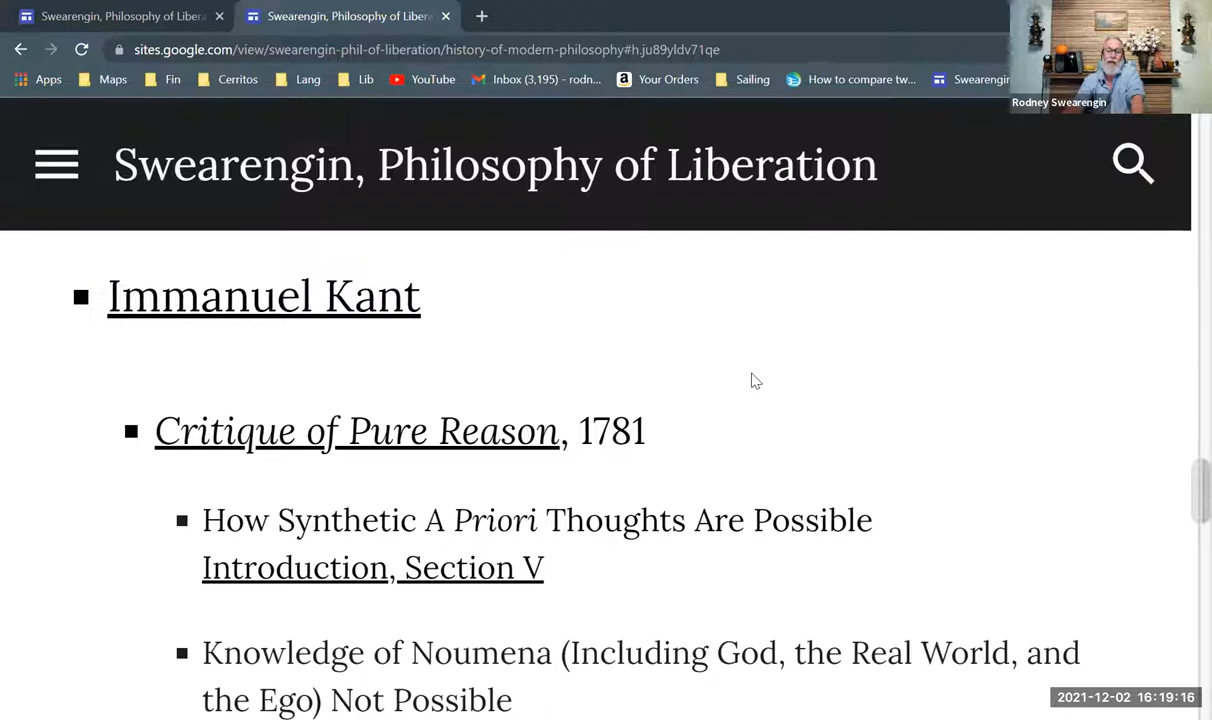 Swearengin, Philosophy of Libera
Swearengin, Philosophy of Libera
sites.google.com/view/swearengin-phil-of-liberation/history-of-modern-philosophy#h.ju89yldv71qe
Apps Maps Fin Cerritos Lang Lib YouTube Inbox (3,195) - rodn... Your Orders Sailing How to compare tw... Swearengin
Rodney Swearengin
Swearengin, Philosophy of Liberation
Immanuel Kant
Critique of Pure Reason, 1781
How Synthetic A Priori Thoughts Are Possible
Introduction, Section V
Knowledge of Noumena (Including God, the Real World, and
the Ego) Not Possible
2021-12-02 16:19:16